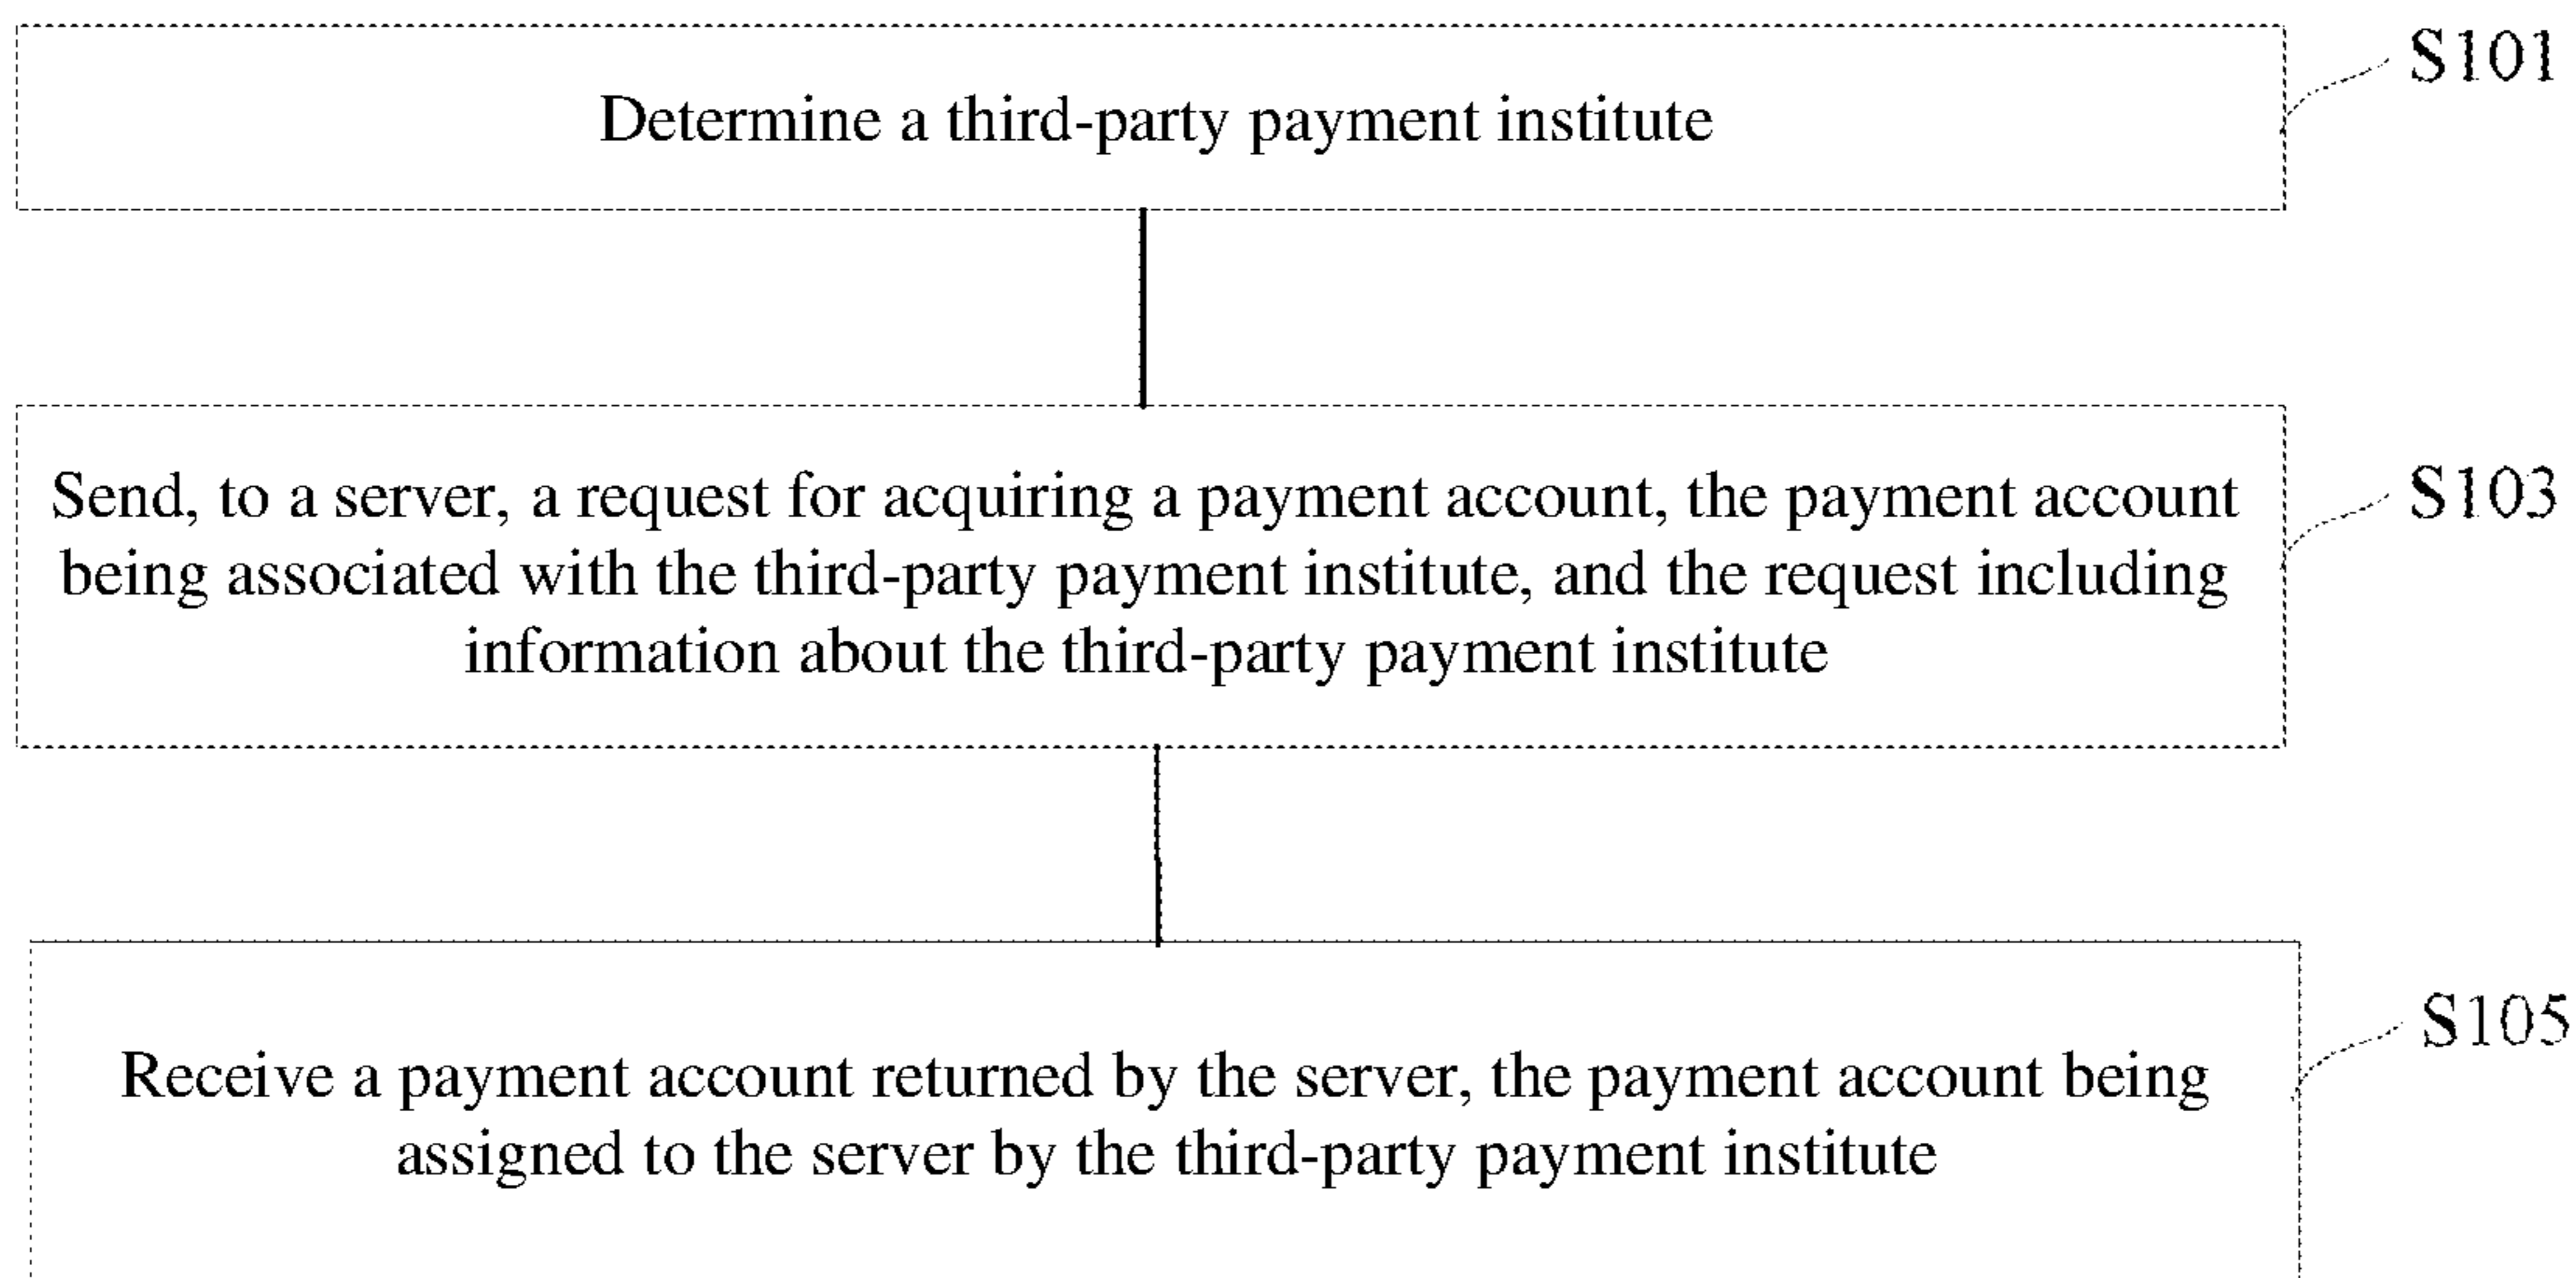 Determine a third-party payment institute
S101
Send, to a server, a request for acquiring a payment account, the payment account
being associated with the third-party payment institute, and the request including
information about the third-party payment institute
S103
Receive a payment account returned by the server, the payment account being
assigned to the server by the third-party payment institute
S105